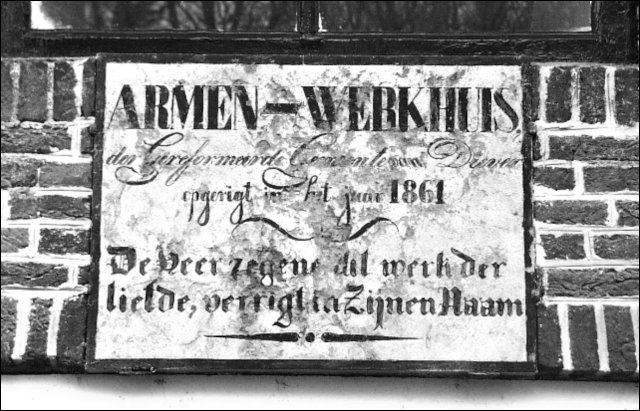 ARMEN-WERKHUIS,
der Gereformeerde Gemeente van Diever
opgerigt in het jaar 1861
De Heer zegene dit werk der
liefde, verrigt in Zijnen Naam